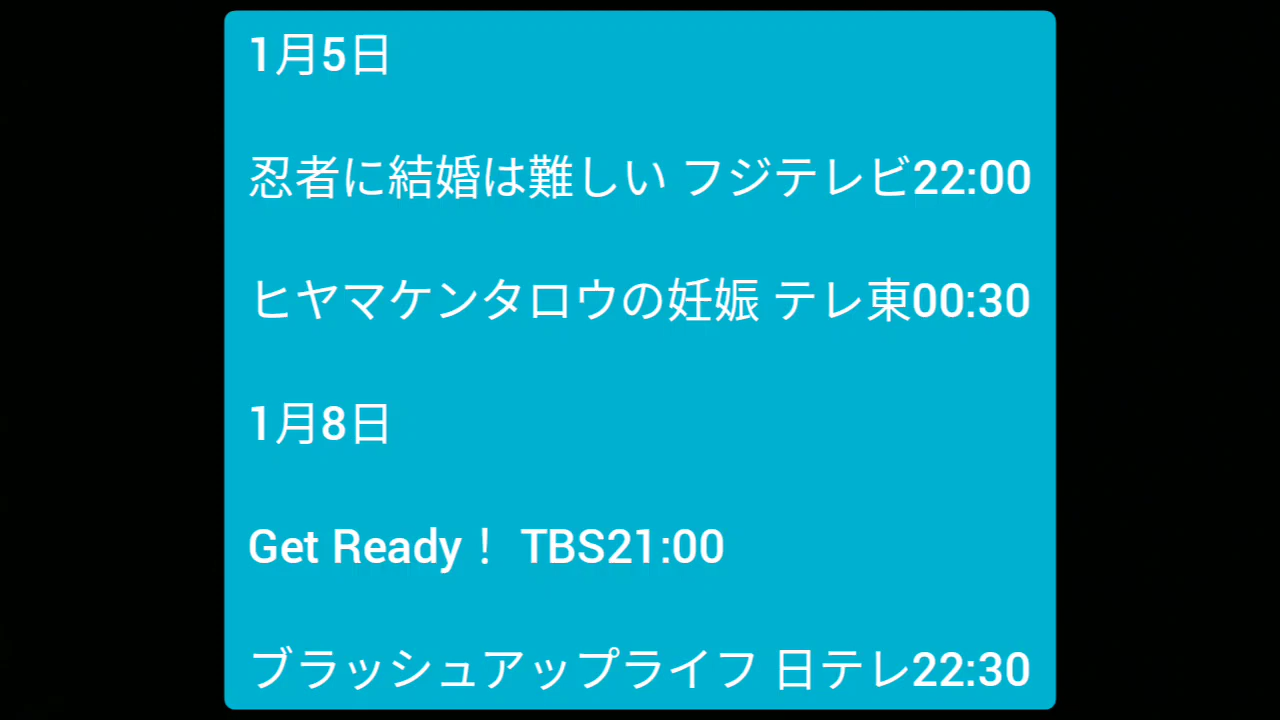 1月5日
忍者に結婚は難しい フジテレビ22:00
ヒヤマケンタロウの妊娠 テレ東00:30
1月8日
Get Ready！ TBS21:00
ブラッシュアップライフ 日テレ22:30